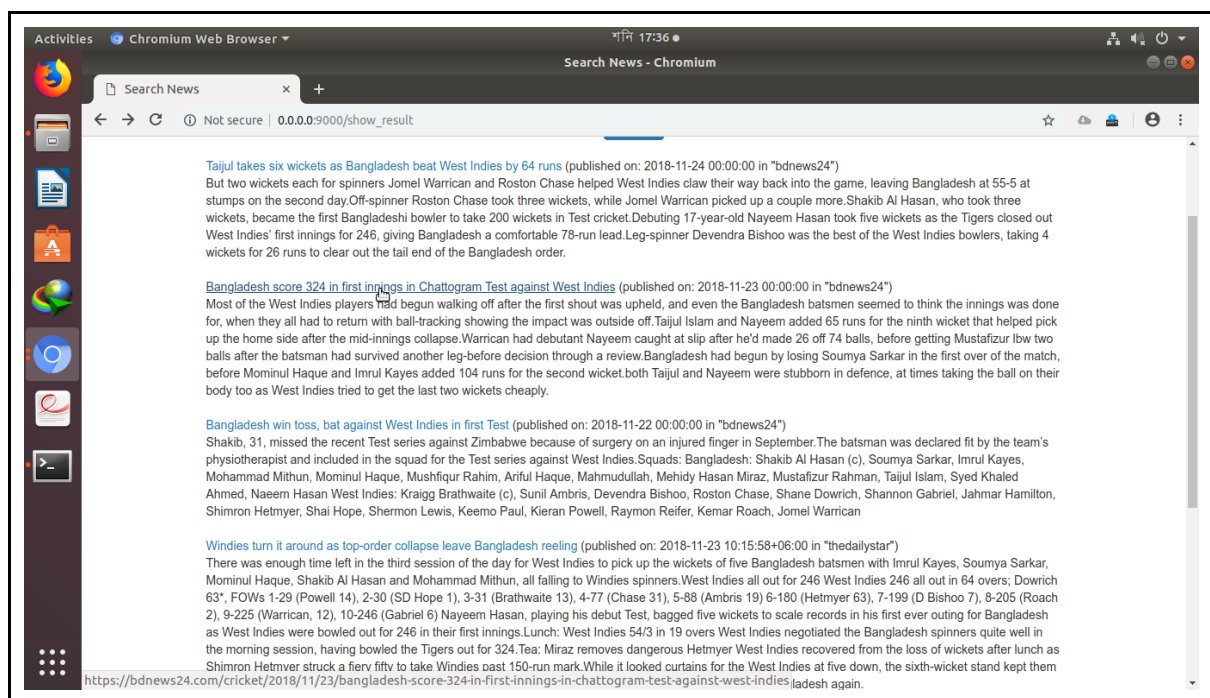 Activities Chromium Web Browser শনি 17:36
Search News - Chromium
Search News
Not secure 0.0.0.0:9000/show_result
Taijul takes six wickets as Bangladesh beat West Indies by 64 runs (published on: 2018-11-24 00:00:00 in "bdnews24")
But two wickets each for spinners Jomel Warrican and Roston Chase helped West Indies claw their way back into the game, leaving Bangladesh at 55-5 at
stumps on the second day.Off-spinner Roston Chase took three wickets, while Jomel Warrican picked up a couple more.Shakib Al Hasan, who took three
wickets, became the first Bangladeshi bowler to take 200 wickets in Test cricket.Debuting 17-year-old Nayeem Hasan took five wickets as the Tigers closed out
West Indies' first innings for 246, giving Bangladesh a comfortable 78-run lead.Leg-spinner Devendra Bishoo was the best of the West Indies bowlers, taking 4
wickets for 26 runs to clear out the tail end of the Bangladesh order.
Bangladesh score 324 in first innings in Chattogram Test against West Indies (published on: 2018-11-23 00:00:00 in "bdnews24")
Most of the West Indies players had begun walking off after the first shout was upheld, and even the Bangladesh batsmen seemed to think the innings was done
for, when they all had to return with ball-tracking showing the impact was outside off.Taijul Islam and Nayeem added 65 runs for the ninth wicket that helped pick
up the home side after the mid-innings collapse.Warrican had debutant Nayeem caught at slip after he'd made 26 off 74 balls, before getting Mustafizur lbw two
balls after the batsman had survived another leg-before decision through a review.Bangladesh had begun by losing Soumya Sarkar in the first over of the match,
before Mominul Haque and Imrul Kayes added 104 runs for the second wicket.both Taijul and Nayeem were stubborn in defence, at times taking the ball on their
body too as West Indies tried to get the last two wickets cheaply.
Bangladesh win toss, bat against West Indies in first Test (published on: 2018-11-22 00:00:00 in "bdnews24")
Shakib, 31, missed the recent Test series against Zimbabwe because of surgery on an injured finger in September.The batsman was declared fit by the team's
physiotherapist and included in the squad for the Test series against West Indies.Squads: Bangladesh: Shakib Al Hasan (c), Soumya Sarkar, Imrul Kayes,
Mohammad Mithun, Mominul Haque, Mushfiqur Rahim, Ariful Haque, Mahmudullah, Mehidy Hasan Miraz, Mustafizur Rahman, Taijul Islam, Syed Khaled
Ahmed, Naeem Hasan West Indies: Kraigg Brathwaite (c), Sunil Ambris, Devendra Bishoo, Roston Chase, Shane Dowrich, Shannon Gabriel, Jahmar Hamilton,
Shimron Hetmyer, Shai Hope, Shermon Lewis, Keemo Paul, Kieran Powell, Raymon Reifer, Kemar Roach, Jomel Warrican
Windies turn it around as top-order collapse leave Bangladesh reeling (published on: 2018-11-23 10:15:58+06:00 in "thedailystar")
There was enough time left in the third session of the day for West Indies to pick up the wickets of five Bangladesh batsmen with Imrul Kayes, Soumya Sarkar,
Mominul Haque, Shakib Al Hasan and Mohammad Mithun, all falling to Windies spinners.West Indies all out for 246 West Indies 246 all out in 64 overs; Dowrich
63*, FOWs 1-29 (Powell 14), 2-30 (SD Hope 1), 3-31 (Brathwaite 13), 4-77 (Chase 31), 5-88 (Ambris 19) 6-180 (Hetmyer 63), 7-199 (D Bishoo 7), 8-205 (Roach
2), 9-225 (Warrican, 12), 10-246 (Gabriel 6) Nayeem Hasan, playing his debut Test, bagged five wickets to scale records in his first ever outing for Bangladesh
as West Indies were bowled out for 246 in their first innings.Lunch: West Indies 54/3 in 19 overs West Indies negotiated the Bangladesh spinners quite well in
the morning session, having bowled the Tigers out for 324.Tea: Miraz removes dangerous Hetmyer West Indies recovered from the loss of wickets after lunch as
Shimron Hetmyer struck a fiery fifty to take Windies past 150-run mark.While it looked curtains for the West Indies at five down, the sixth-wicket stand kept them
https://bdnews24.com/cricket/2018/11/23/bangladesh-score-324-in-first-innings-in-chattogram-test-against-west-indies ladesh again.